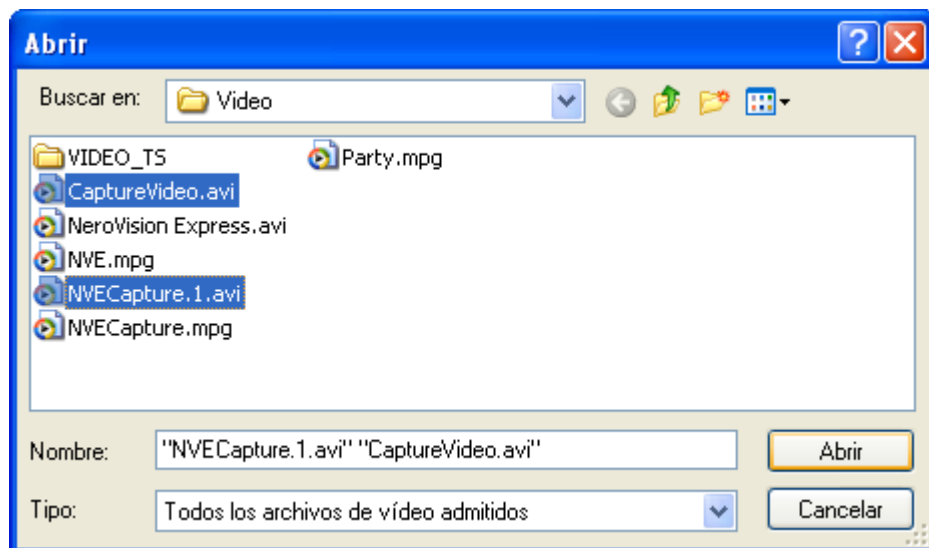 Abrir
Buscar en: Video
VIDEO_TS
CaptureVideo.avi
NeroVision Express.avi
NVE.mpg
NVECapture.1.avi
NVECapture.mpg
Party.mpg
Nombre: "NVECapture.1.avi" "CaptureVideo.avi" Abrir
Tipo: Todos los archivos de vídeo admitidos Cancelar